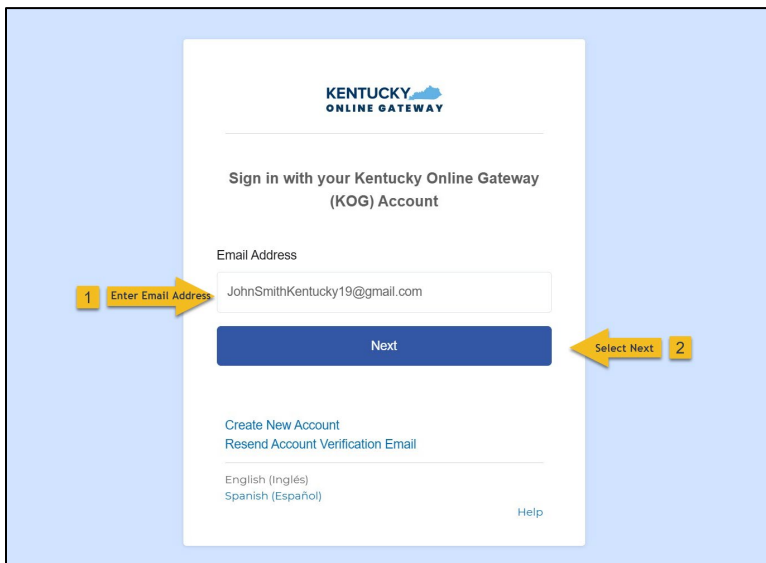 KENTUCKY
ONLINE GATEWAY
Sign in with your Kentucky Online Gateway
(KOG) Account
Email Address
1 Enter Email Address
JohnSmithKentucky19@gmail.com
Next
Select Next 2
Create New Account
Resend Account Verification Email
English (Inglés)
Spanish (Español)
Help